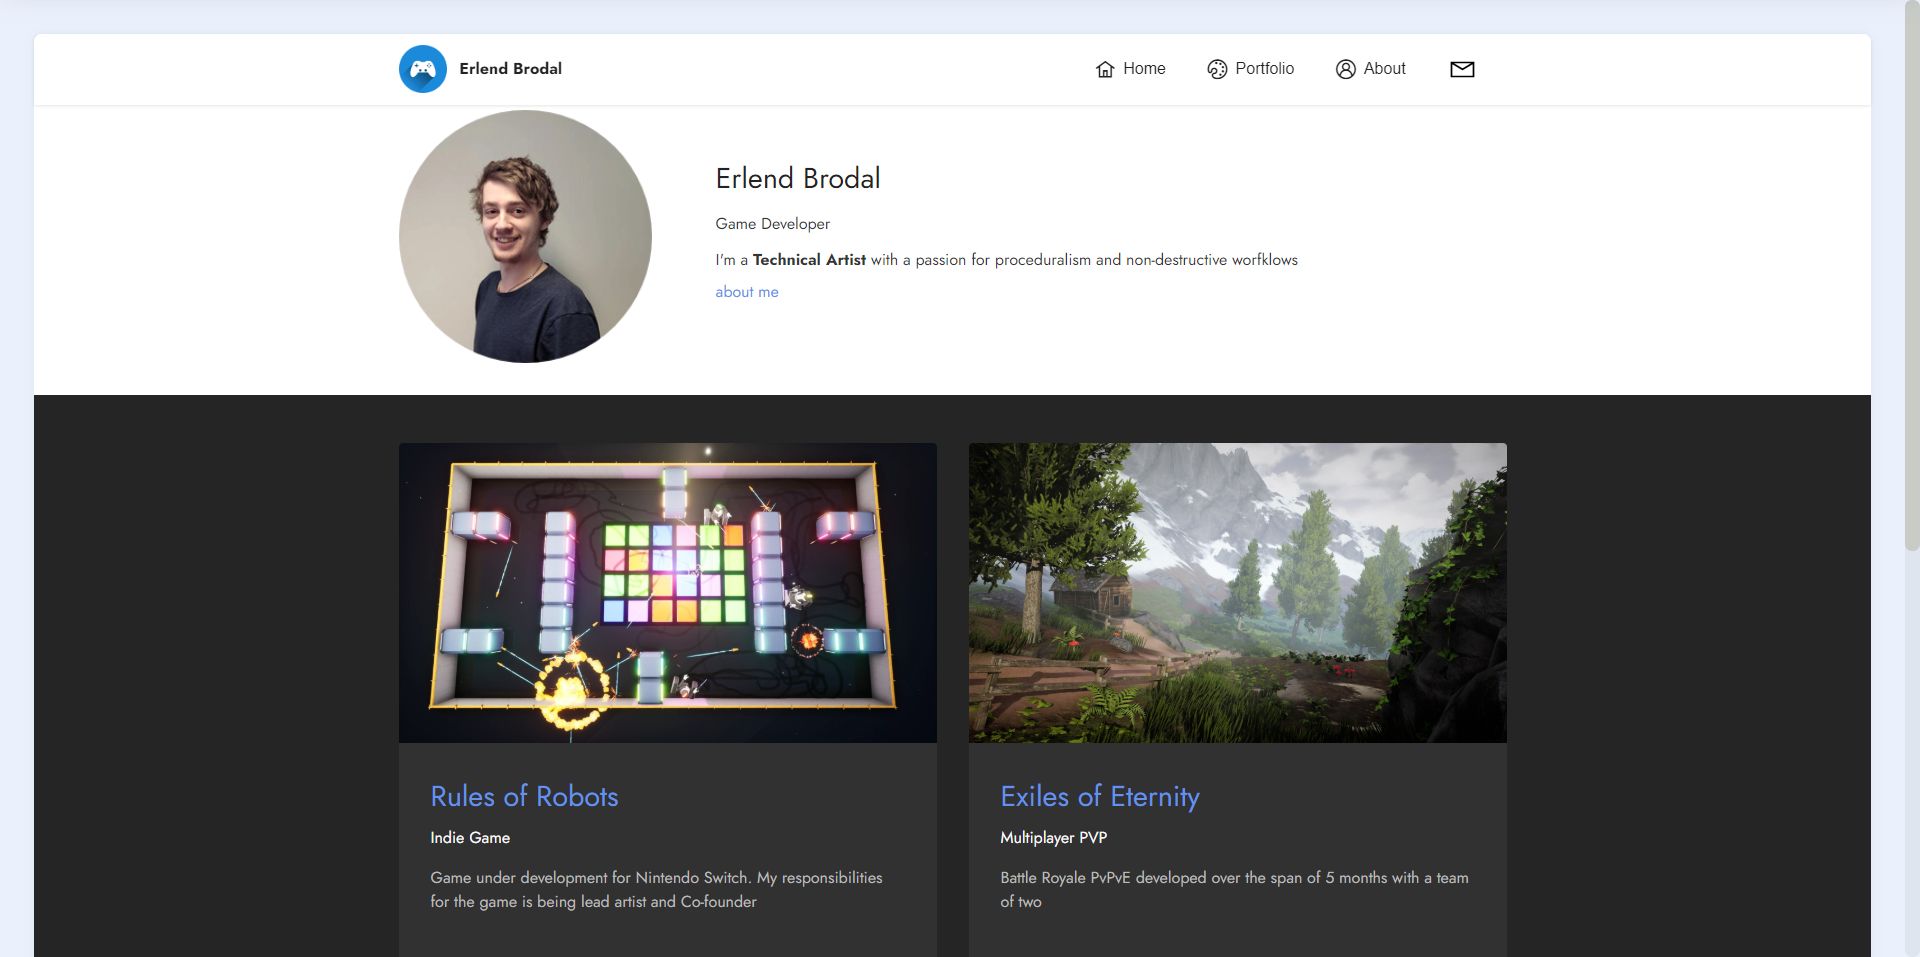 Erlend Brodal
Home
Portfolio
About
Erlend Brodal
Game Developer
I'm a Technical Artist with a passion for proceduralism and non-destructive worfklows
about me
Rules of Robots
Indie Game
Game under development for Nintendo Switch. My responsibilities
for the game is being lead artist and Co-founder
Exiles of Eternity
Multiplayer PVP
Battle Royale PvPvE developed over the span of 5 months with a team
of two